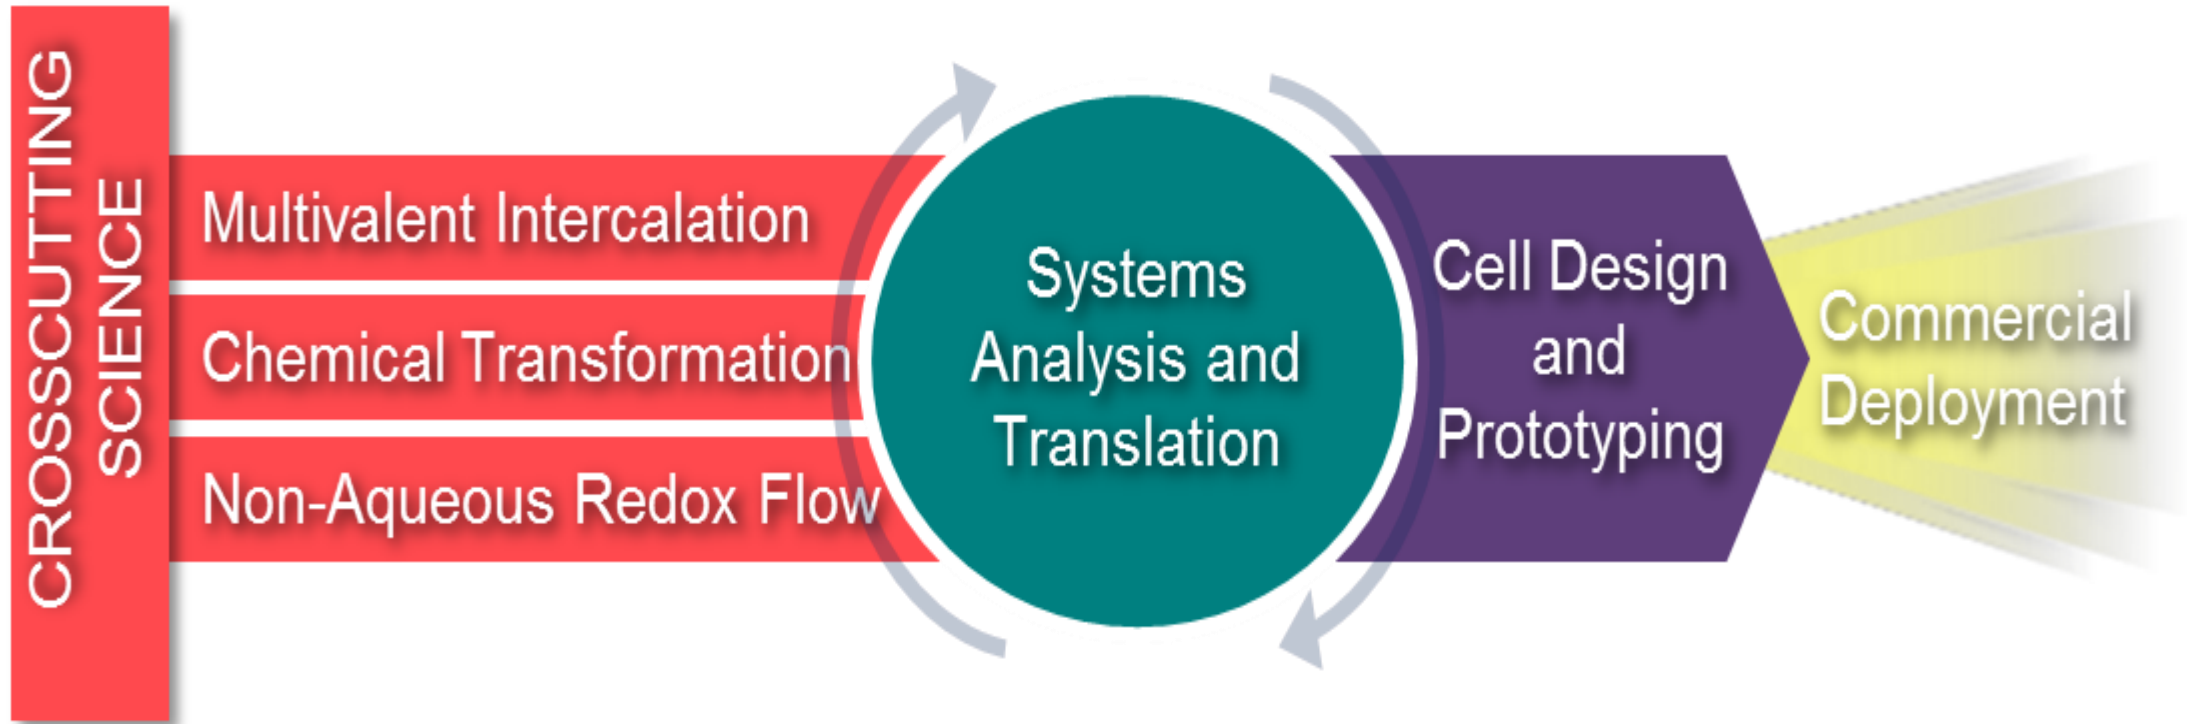 CROSSCUTTING
SCIENCE
Multivalent Intercalation
Chemical Transformation
Non-Aqueous Redox Flow
Systems
Analysis and
Translation
Cell Design
and
Prototyping
Commercial
Deployment